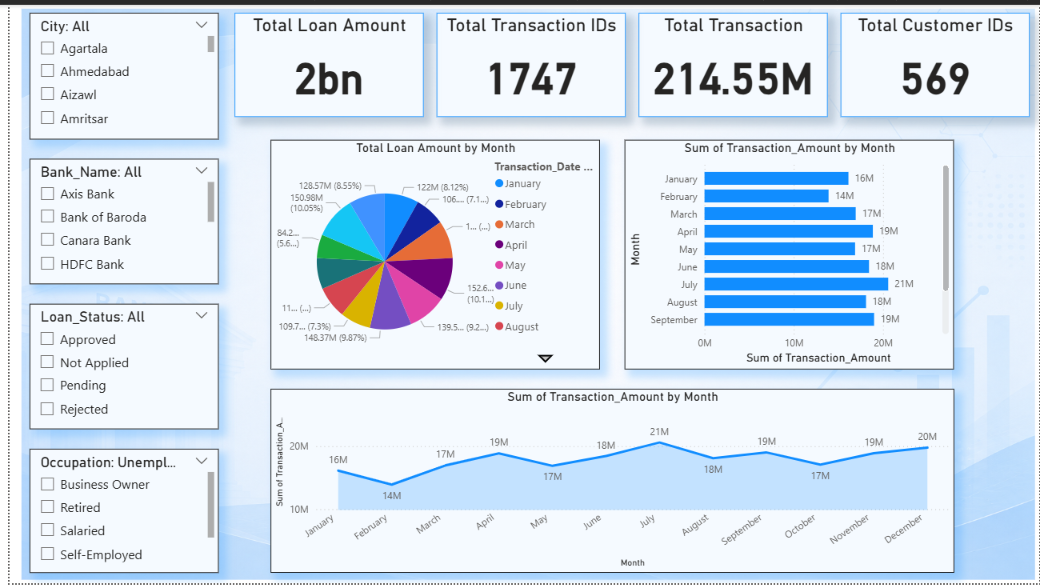 City: All
Agartala
Ahmedabad
Aizawl
Amritsar
Bank_Name: All
Axis Bank
Bank of Baroda
Canara Bank
HDFC Bank
Loan_Status: All
Approved
Not Applied
Pending
Rejected
Occupation: Unempl...
Business Owner
Retired
Salaried
Self-Employed
Total Loan Amount
2bn
Total Transaction IDs
1747
Total Transaction
214.55M
Total Customer IDs
569
Total Loan Amount by Month
128.57M (8.55%)
150.98M
(10.05%)
84.2...
(5.6...)
11... (...)
109.7... (7.3%)
148.37M (9.87%)
122M (8.12%)
106.... (7.1...)
1... (...)
152.6...
(10.1...)
139.5... (9.2...)
Transaction_Date ...
January
February
March
April
May
June
July
August
Sum of Transaction_Amount by Month
Month
January 16M
February 14M
March 17M
April 19M
May 17M
June 18M
July 21M
August 18M
September 19M
0M 10M 20M
Sum of Transaction_Amount
Sum of Transaction_Amount by Month
Sum of Transaction_A...
20M
10M
16M 14M 17M 19M 17M 18M 21M 18M 19M 17M 19M 20M
January February March April May June July August September October November December
Month